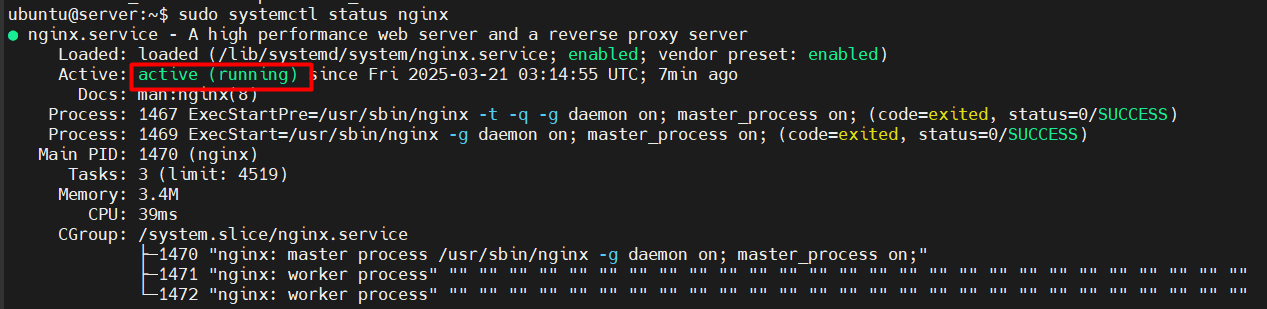 ubuntu@server:~$ sudo systemctl status nginx
● nginx.service - A high performance web server and a reverse proxy server
Loaded: loaded (/lib/systemd/system/nginx.service; enabled; vendor preset: enabled)
Active: active (running) since Fri 2025-03-21 03:14:55 UTC; 7min ago
Docs: man:nginx(8)
Process: 1467 ExecStartPre=/usr/sbin/nginx -t -q -g daemon on; master_process on; (code=exited, status=0/SUCCESS)
Process: 1469 ExecStart=/usr/sbin/nginx -g daemon on; master_process on; (code=exited, status=0/SUCCESS)
Main PID: 1470 (nginx)
Tasks: 3 (limit: 4519)
Memory: 3.4M
CPU: 39ms
CGroup: /system.slice/nginx.service
├─1470 "nginx: master process /usr/sbin/nginx -g daemon on; master_process on;"
├─1471 "nginx: worker process" "" "" "" "" "" "" "" "" "" "" "" "" "" "" "" "" "" "" "" "" "" "" "" "" "" "" ""
└─1472 "nginx: worker process" "" "" "" "" "" "" "" "" "" "" "" "" "" "" "" "" "" "" "" "" "" "" "" "" "" "" ""